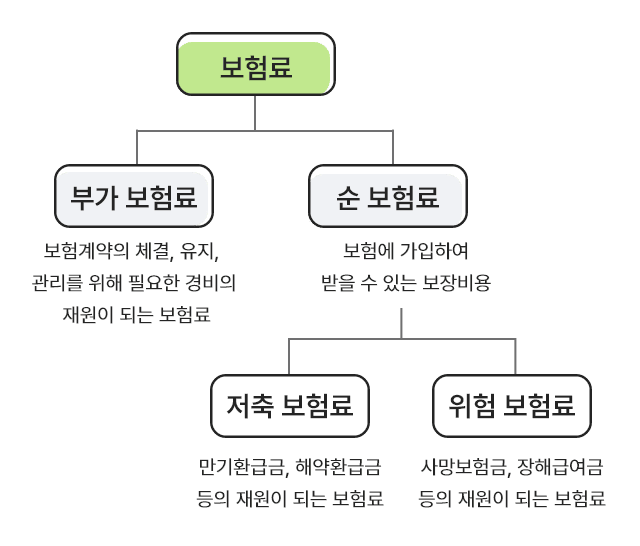 보험료
부가 보험료
순 보험료
보험계약의 체결, 유지,
관리를 위해 필요한 경비의
재원이 되는 보험료
보험에 가입하여
받을 수 있는 보장비용
저축 보험료
위험 보험료
만기환급금, 해약환급금
등의 재원이 되는 보험료
사망보험금, 장해급여금
등의 재원이 되는 보험료